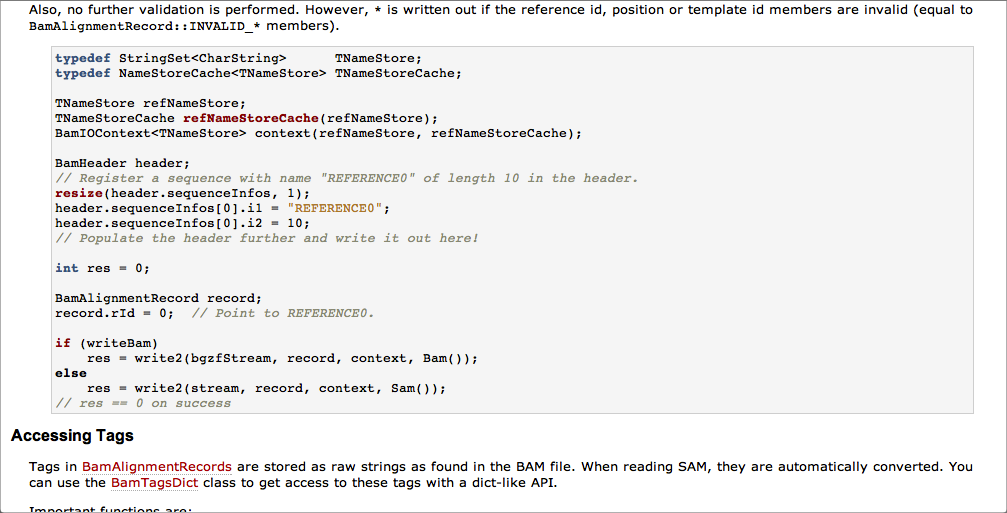 Also, no further validation is performed. However, * is written out if the reference id, position or template id members are invalid (equal to
BamAlignmentRecord::INVALID_* members).
typedef StringSet<CharString>      TNameStore;
typedef NameStoreCache<TNameStore> TNameStoreCache;
TNameStore refNameStore;
TNameStoreCache refNameStoreCache(refNameStore);
BamIOContext<TNameStore> context(refNameStore, refNameStoreCache);
BamHeader header;
// Register a sequence with name "REFERENCE0" of length 10 in the header.
resize(header.sequenceInfos, 1);
header.sequenceInfos[0].i1 = "REFERENCE0";
header.sequenceInfos[0].i2 = 10;
// Populate the header further and write it out here!
int res = 0;
BamAlignmentRecord record;
record.rId = 0;  // Point to REFERENCE0.
if (writeBam)
    res = write2(bgzfStream, record, context, Bam());
else
    res = write2(stream, record, context, Sam());
// res == 0 on success
Accessing Tags
Tags in BamAlignmentRecords are stored as raw strings as found in the BAM file. When reading SAM, they are automatically converted. You
can use the BamTagsDict class to get access to these tags with a dict-like API.
Important functions are: